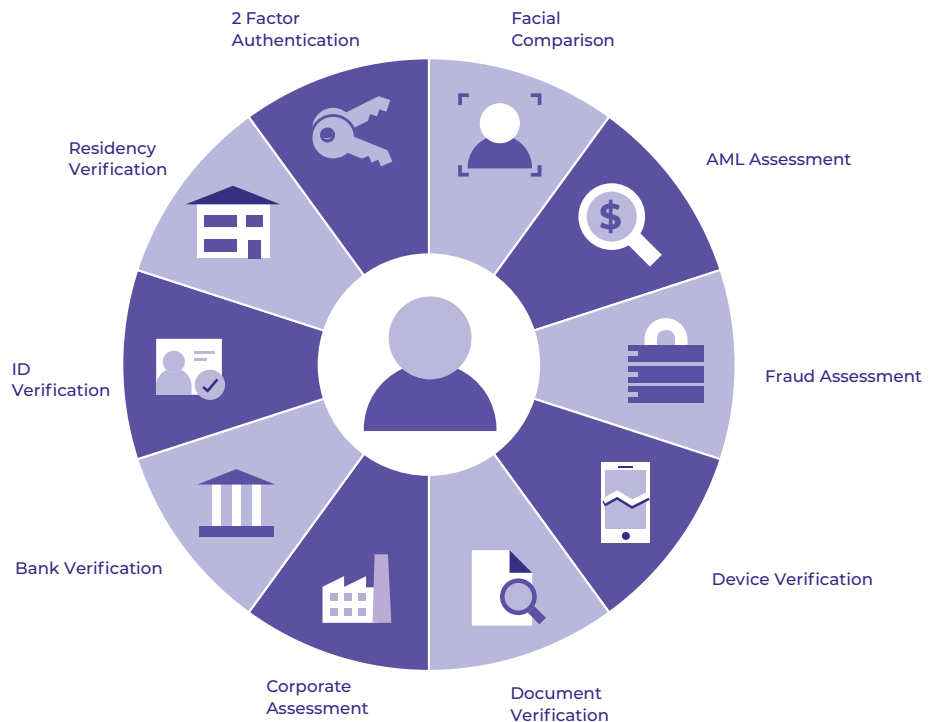 2 Factor
Authentication
Facial
Comparison
Residency
Verification
AML Assessment
$
ID
Verification
Fraud Assessment
Bank Verification
Device Verification
Corporate
Assessment
Document
Verification